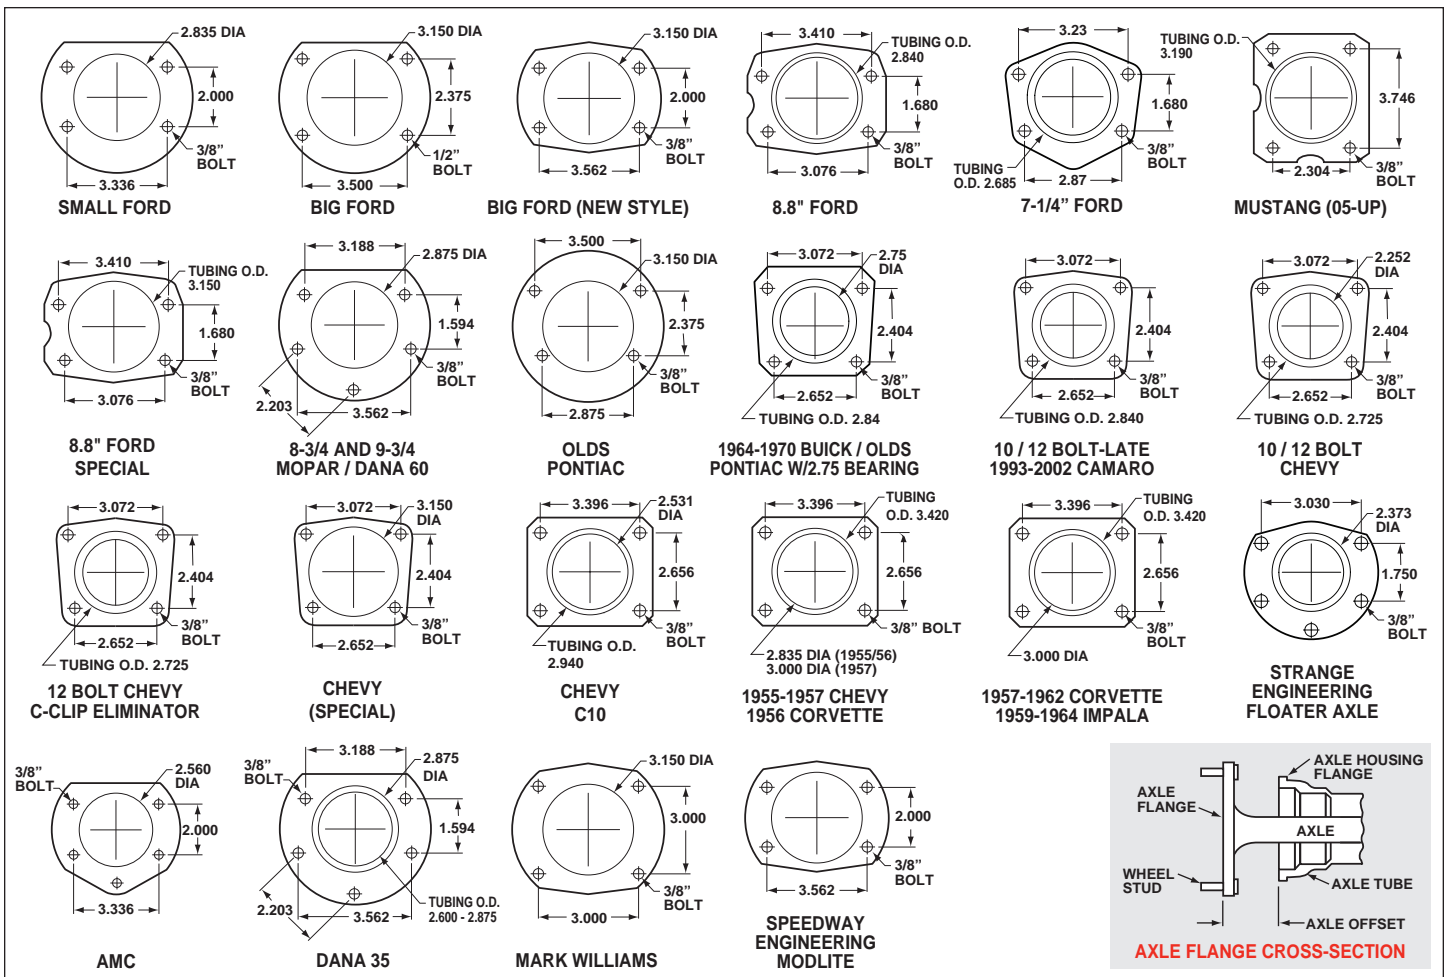 2.835 DIA
2.000
3/8”
BOLT
3.336
SMALL FORD
3.150 DIA
2.375
1/2”
BOLT
3.500
BIG FORD
3.150 DIA
2.000
3/8”
BOLT
3.562
BIG FORD (NEW STYLE)
3.410
TUBING O.D.
2.840
1.680
3/8”
BOLT
3.076
8.8" FORD
3.23
1.680
3/8”
BOLT
TUBING
O.D. 2.685
2.87
7-1/4” FORD
TUBING O.D.
3.190
3.746
3/8”
BOLT
2.304
MUSTANG (05-UP)
3.410
TUBING O.D.
3.150
1.680
3/8”
BOLT
3.076
8.8" FORD
SPECIAL
3.188
2.875 DIA
1.594
3/8”
BOLT
2.203
3.562
8-3/4 AND 9-3/4
MOPAR / DANA 60
3.500
3.150 DIA
2.375
3/8”
BOLT
2.875
OLDS
PONTIAC
3.072
2.75
DIA
2.404
3/8”
BOLT
2.652
TUBING O.D. 2.84
1964-1970 BUICK / OLDS
PONTIAC W/2.75 BEARING
3.072
2.404
3/8”
BOLT
2.652
TUBING O.D. 2.840
10 / 12 BOLT-LATE
1993-2002 CAMARO
3.072
2.252
DIA
2.404
3/8”
BOLT
2.652
TUBING O.D. 2.725
10 / 12 BOLT
CHEVY
3.072
2.404
3/8”
BOLT
2.652
TUBING O.D. 2.725
12 BOLT CHEVY
C-CLIP ELIMINATOR
3.072
3.150
DIA
2.404
3/8”
BOLT
2.652
CHEVY
(SPECIAL)
3.396
2.531
DIA
2.656
3/8”
BOLT
TUBING O.D.
2.940
CHEVY
C10
3.396
TUBING
O.D. 3.420
2.656
3/8” BOLT
2.835 DIA (1955/56)
3.000 DIA (1957)
1955-1957 CHEVY
1956 CORVETTE
3.396
TUBING
O.D. 3.420
2.656
3/8”
BOLT
3.000 DIA
1957-1962 CORVETTE
1959-1964 IMPALA
3.030
2.373
DIA
1.750
3/8”
BOLT
STRANGE
ENGINEERING
FLOATER AXLE
3/8”
BOLT
2.560
DIA
2.000
3.336
AMC
3/8”
BOLT
3.188
2.875
DIA
1.594
2.203
3.562
TUBING O.D.
2.600 - 2.875
DANA 35
3.150 DIA
3.000
3/8”
BOLT
3.000
MARK WILLIAMS
2.000
3/8”
BOLT
3.562
SPEEDWAY
ENGINEERING
MODLITE
AXLE HOUSING
FLANGE
AXLE
FLANGE
AXLE
WHEEL
STUD
AXLE TUBE
AXLE OFFSET
AXLE FLANGE CROSS-SECTION